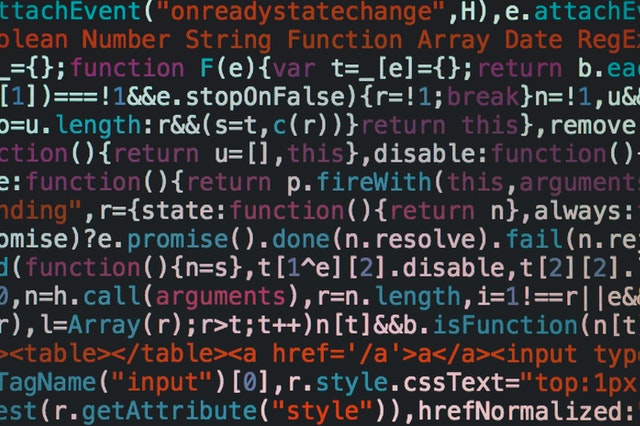 ttachEvent("onreadystatechange",H),e.attachE
olean Number String Function Array Date RegE
_={};function F(e){var t=_[e]={};return b.eac
[1])===!1&&e.stopOnFalse){r=!1;break}n=!1,u&
o=u.length:r&&(s=t,c(r))}return this},remove
ction(){return u=[],this},disable:function()
e:function(){return p.fireWith(this,arguments
nding",r={state:function(){return n},always:
omise)?e.promise().done(n.resolve).fail(n.re
d(function(){n=s},t[1^e][2].disable,t[2][2].
0,n=h.call(arguments),r=n.length,i=1!==r||e&
r),l=Array(r);r>t;t++)n[t]&&b.isFunction(n[t
><table></table><a href='/a'>a</a><input typ
TagName("input")[0],r.style.cssText="top:1px
est(r.getAttribute("style")),hrefNormalized: